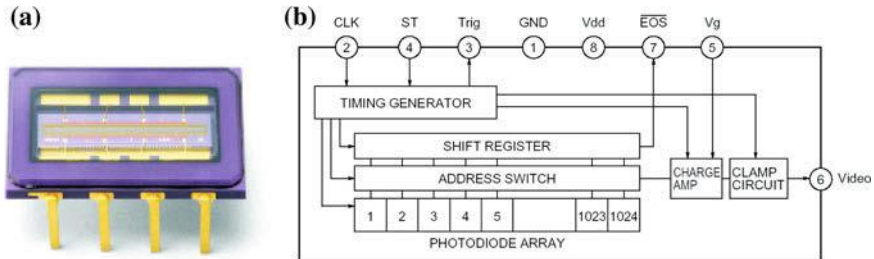 (a)
(b)
CLK ST Trig GND Vdd E̅O̅S̅ Vg
2 4 3 1 8 7 5
TIMING GENERATOR
SHIFT REGISTER
ADDRESS SWITCH
CHARGE AMP
CLAMP CIRCUIT
6 Video
1 2 3 4 5 1023 1024
PHOTODIODE ARRAY